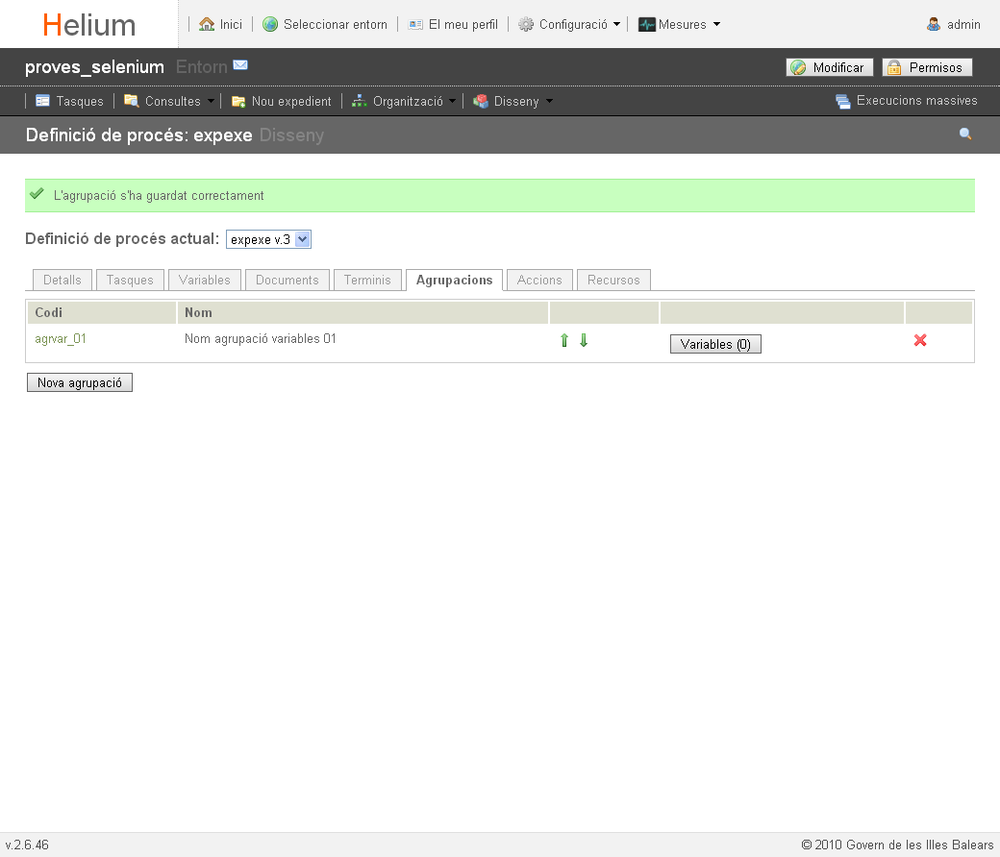 Helium Inici Seleccionar entorn El meu perfil Configuració Mesures admin
proves_selenium Entorn Modificar Permisos
Tasques Consultes Nou expedient Organització Disseny Execucions massives
Definició de procés: expexe Disseny
L'agrupació s'ha guardat correctament
Definició de procés actual: expexe v.3
Detalls Tasques Variables Documents Terminis Agrupacions Accions Recursos
Codi Nom
agrvar_01 Nom agrupació variables 01 Variables (0)
Nova agrupació
v.2.6.46 © 2010 Govern de les Illes Balears